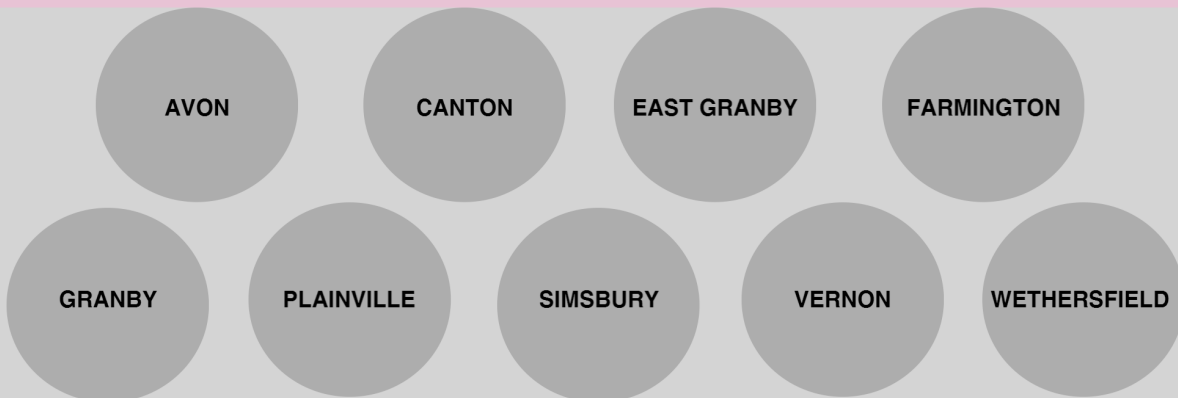 AVON
CANTON
EAST GRANBY
FARMINGTON
GRANBY
PLAINVILLE
SIMSBURY
VERNON
WETHERSFIELD